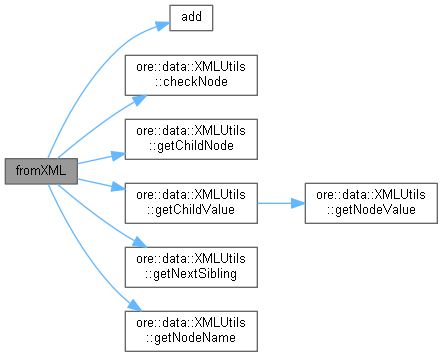 add
ore::data::XMLUtils
::checkNode
ore::data::XMLUtils
::getChildNode
fromXML
ore::data::XMLUtils
::getChildValue
ore::data::XMLUtils
::getNodeValue
ore::data::XMLUtils
::getNextSibling
ore::data::XMLUtils
::getNodeName